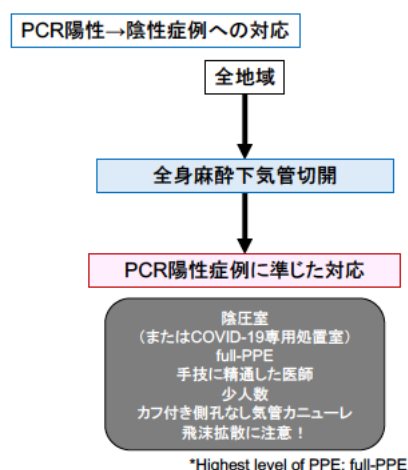 PCR陽性→陰性症例への対応
全地域
全身麻酔下気管切開
PCR陽性症例に準じた対応
陰圧室
(またはCOVID-19専用処置室)
full-PPE
手技に精通した医師
少人数
カフ付き側孔なし気管カニューレ
飛沫拡散に注意！
*Highest level of PPE: full-PPE